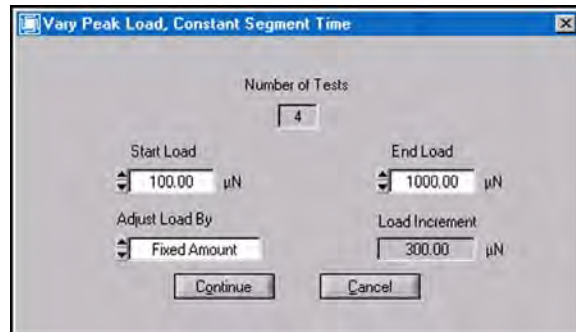 Vary Peak Load, Constant Segment Time
Number of Tests
4
Start Load
End Load
100.00 µN
1000.00 µN
Adjust Load By
Load Increment
Fixed Amount
300.00 µN
Continue
Cancel